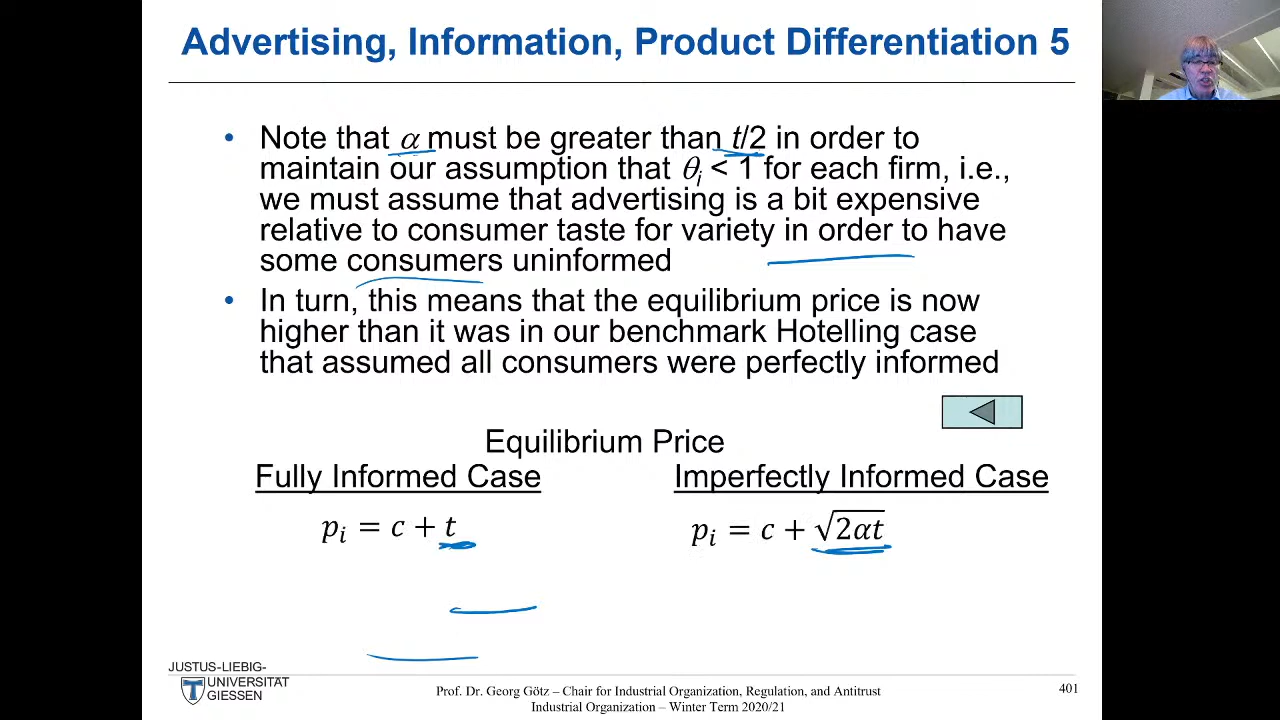 Advertising, Information, Product Differentiation 5
• Note that α must be greater than t/2 in order to
maintain our assumption that θi < 1 for each firm, i.e.,
we must assume that advertising is a bit expensive
relative to consumer taste for variety in order to have
some consumers uninformed
• In turn, this means that the equilibrium price is now
higher than it was in our benchmark Hotelling case
that assumed all consumers were perfectly informed
Equilibrium Price
Fully Informed Case
Imperfectly Informed Case
pᵢ = c + t
pᵢ = c + √2αt
JUSTUS-LIEBIG-
UNIVERSITÄT
GIESSEN
Prof. Dr. Georg Götz – Chair for Industrial Organization, Regulation, and Antitrust
Industrial Organization – Winter Term 2020/21
401